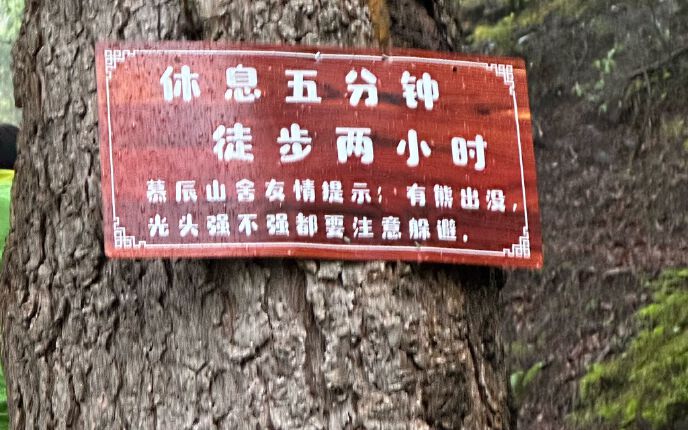 休息五分钟
徒步两小时
慕辰山舍友情提示：有熊出没，
光头强不强都要注意躲避．